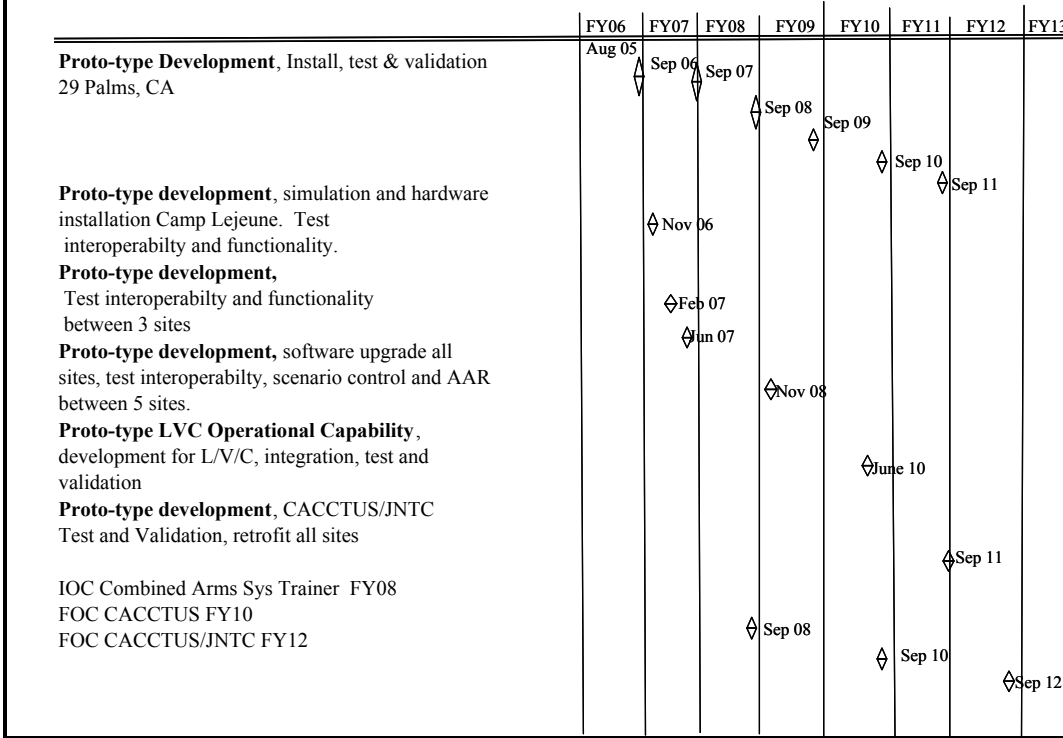 FY06 FY07 FY08 FY09 FY10 FY11 FY12 FY13
Aug 05
Proto-type Development, Install, test & validation
29 Palms, CA
Sep 06
Sep 07
Sep 08
Sep 09
Sep 10
Sep 11
Proto-type development, simulation and hardware
installation Camp Lejeune. Test
interoperabilty and functionality.
Nov 06
Proto-type development,
Test interoperabilty and functionality
between 3 sites
Feb 07
Jun 07
Proto-type development, software upgrade all
sites, test interoperabilty, scenario control and AAR
between 5 sites.
Nov 08
Proto-type LVC Operational Capability,
development for L/V/C, integration, test and
validation
June 10
Proto-type development, CACCTUS/JNTC
Test and Validation, retrofit all sites
Sep 11
IOC Combined Arms Sys Trainer FY08
FOC CACCTUS FY10
FOC CACCTUS/JNTC FY12
Sep 08
Sep 10
Sep 12